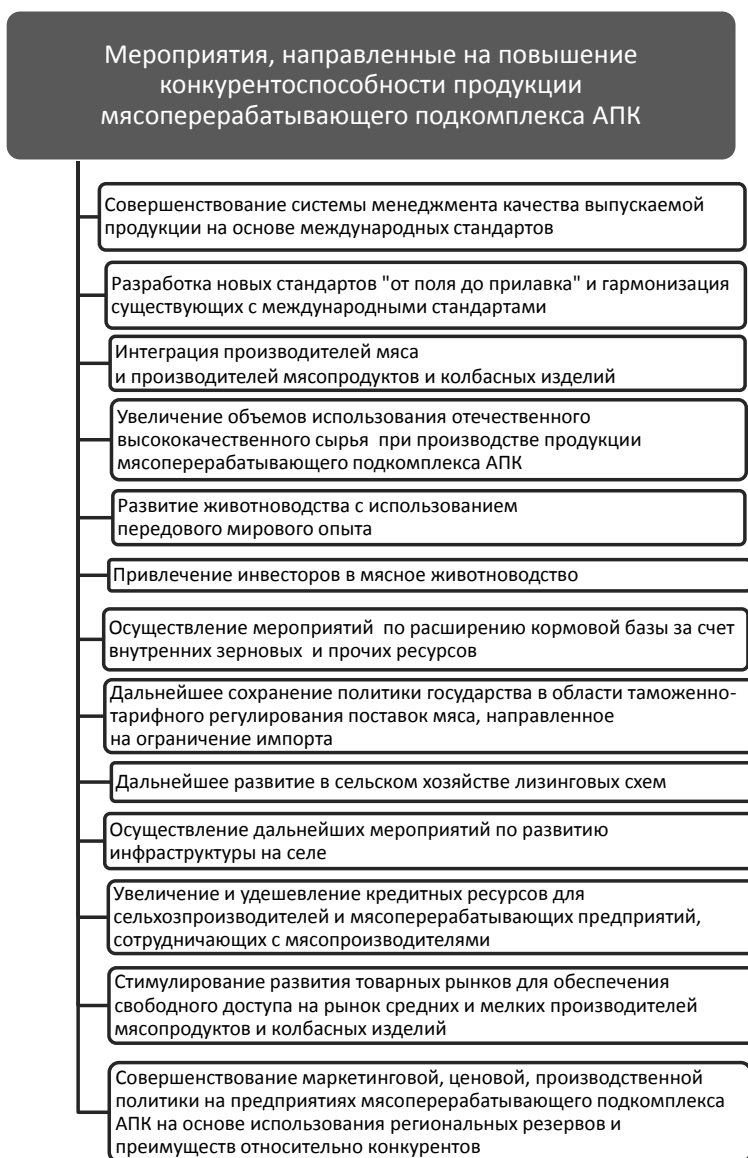 Мероприятия, направленные на повышение
конкурентоспособности продукции
мясоперерабатывающего подкомплекса АПК
Совершенствование системы менеджмента качества выпускаемой
продукции на основе международных стандартов
Разработка новых стандартов "от поля до прилавка" и гармонизация
существующих с международными стандартами
Интеграция производителей мяса
и производителей мясопродуктов и колбасных изделий
Увеличение объемов использования отечественного
высококачественного сырья при производстве продукции
мясоперерабатывающего подкомплекса АПК
Развитие животноводства с использованием
передового мирового опыта
Привлечение инвесторов в мясное животноводство
Осуществление мероприятий по расширению кормовой базы за счет
внутренних зерновых и прочих ресурсов
Дальнейшее сохранение политики государства в области таможенно-
тарифного регулирования поставок мяса, направленное
на ограничение импорта
Дальнейшее развитие в сельском хозяйстве лизинговых схем
Осуществление дальнейших мероприятий по развитию
инфраструктуры на селе
Увеличение и удешевление кредитных ресурсов для
сельхозпроизводителей и мясоперерабатывающих предприятий,
сотрудничающих с мясопроизводителями
Стимулирование развития товарных рынков для обеспечения
свободного доступа на рынок средних и мелких производителей
мясопродуктов и колбасных изделий
Совершенствование маркетинговой, ценовой, производственной
политики на предприятиях мясоперерабатывающего подкомплекса
АПК на основе использования региональных резервов и
преимуществ относительно конкурентов